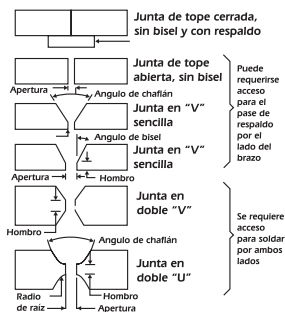 Junta de tope cerrada,
sin bisel y con respaldo
Junta de tope
abierta, sin bisel
Apertura
Angulo de chaflán
Junta en "V"
sencilla
Angulo de bisel
Junta en "V"
sencilla
Apertura
Hombro
Puede
requerirse
acceso
para el
pase de
respaldo
por el
lado del
brazo
Junta en
doble "V"
Hombro
Angulo de chaflán
Junta en
doble "U"
Radio
de raíz
Hombro
Apertura
Se requiere
acceso
para soldar
por ambos
lados